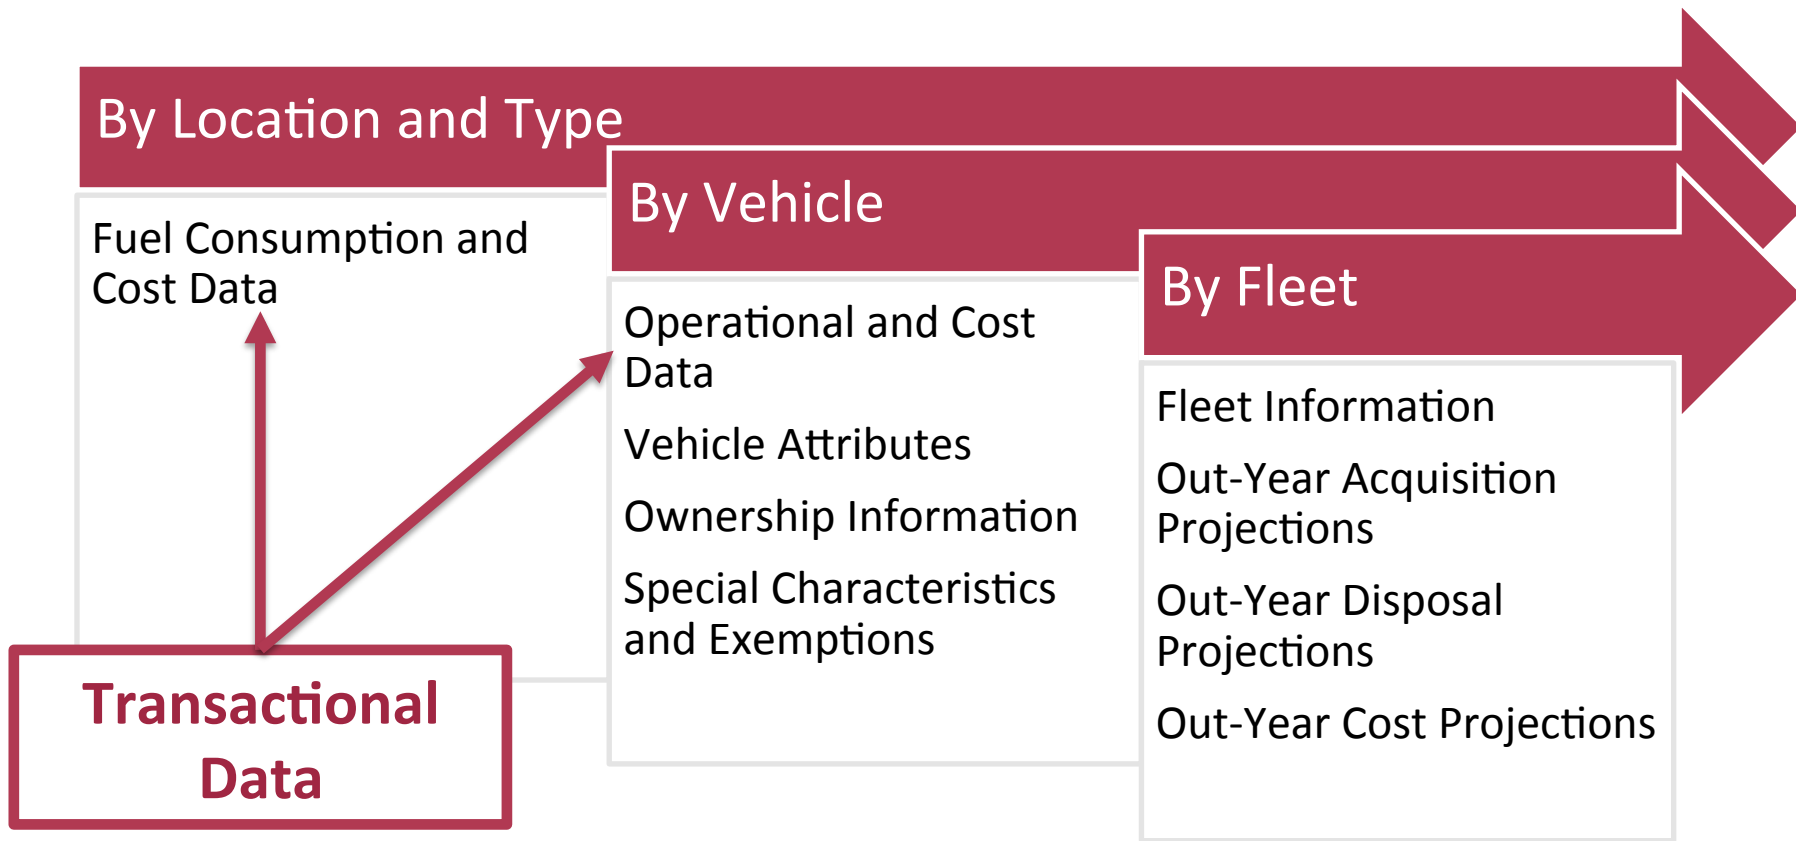 By Location and Type
Fuel Consumption and
Cost Data
By Vehicle
Operational and Cost
Data
Vehicle Attributes
Ownership Information
Special Characteristics
and Exemptions
By Fleet
Fleet Information
Out-Year Acquisition
Projections
Out-Year Disposal
Projections
Out-Year Cost Projections
Transactional
Data